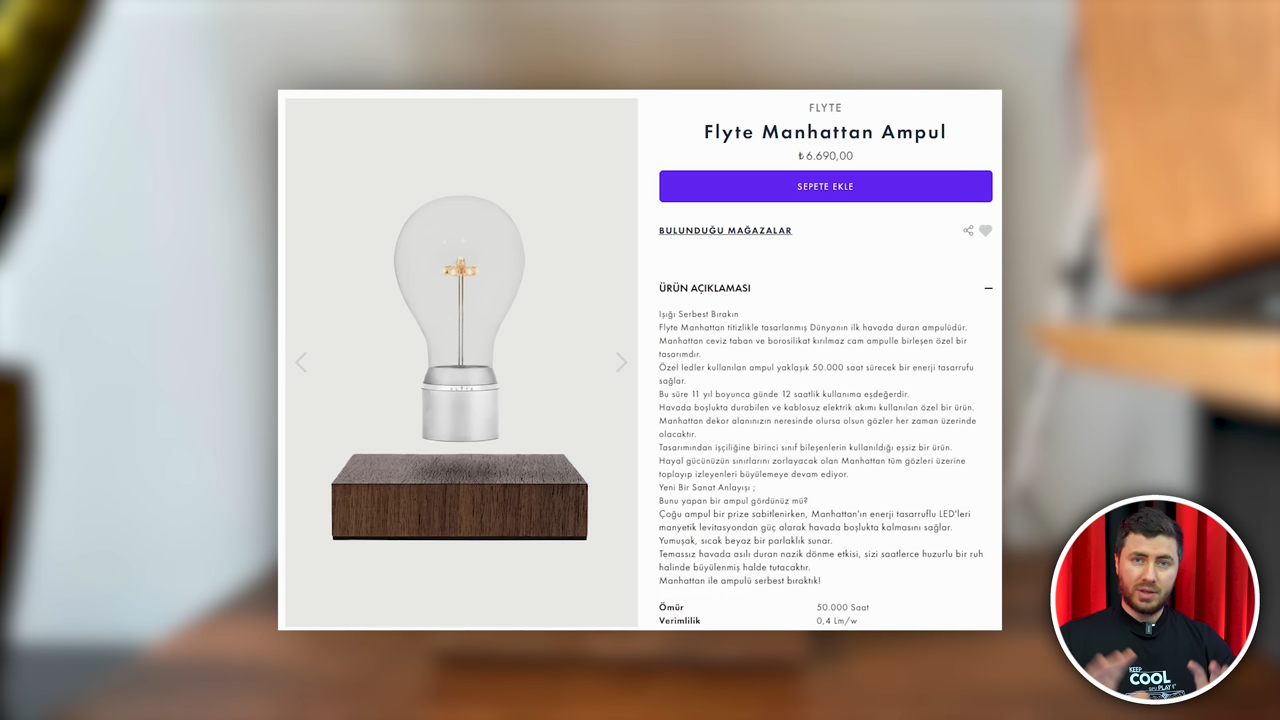 FLYTE
Flyte Manhattan Ampul
₺6.690,00
SEPETE EKLE
BULUNDUĞU MAĞAZALAR
ÜRÜN AÇIKLAMASI
Işığı Serbest Bırakın
Flyte Manhattan titizlikle tasarlanmış Dünyanın ilk havada duran ampulüdür.
Manhattan ceviz taban ve borosilikat kırılmaz cam ampulle birleşen özel bir
tasarımdır.
Özel ledler kullanılan ampul yaklaşık 50.000 saat sürecek bir enerji tasarrufu
sağlar.
Bu süre 11 yıl boyunca günde 12 saatlik kullanıma eşdeğerdir.
Havada boşlukta durabilen ve kablosuz elektrik akımı kullanılan özel bir ürün.
Manhattan dekor alanınızın neresinde olursa olsun gözler her zaman üzerinde
olacaktır.
Tasarımından işçiliğine birinci sınıf bileşenlerin kullanıldığı eşsiz bir ürün.
Hayal gücünüzün sınırlarını zorlayacak olan Manhattan tüm gözleri üzerine
toplayıp izleyenleri büyülemeye devam ediyor.
Yeni Bir Sanat Anlayışı ;
Bunu yapan bir ampul gördünüz mü?
Çoğu ampul bir prize sabitlenirken, Manhattan'ın enerji tasarruflu LED'leri
manyetik levitasyondan güç alarak havada boşlukta kalmasını sağlar.
Yumuşak, sıcak beyaz bir parlaklık sunar.
Temassız havada asılı duran nazik dönme etkisi, sizi saatlerce huzurlu bir ruh
halinde büyülenmiş halde tutacaktır.
Manhattan ile ampulü serbest bıraktık!
Ömür 50.000 Saat
Verimlilik 0,4 Lm/w
KEEP
COOL
PLAY